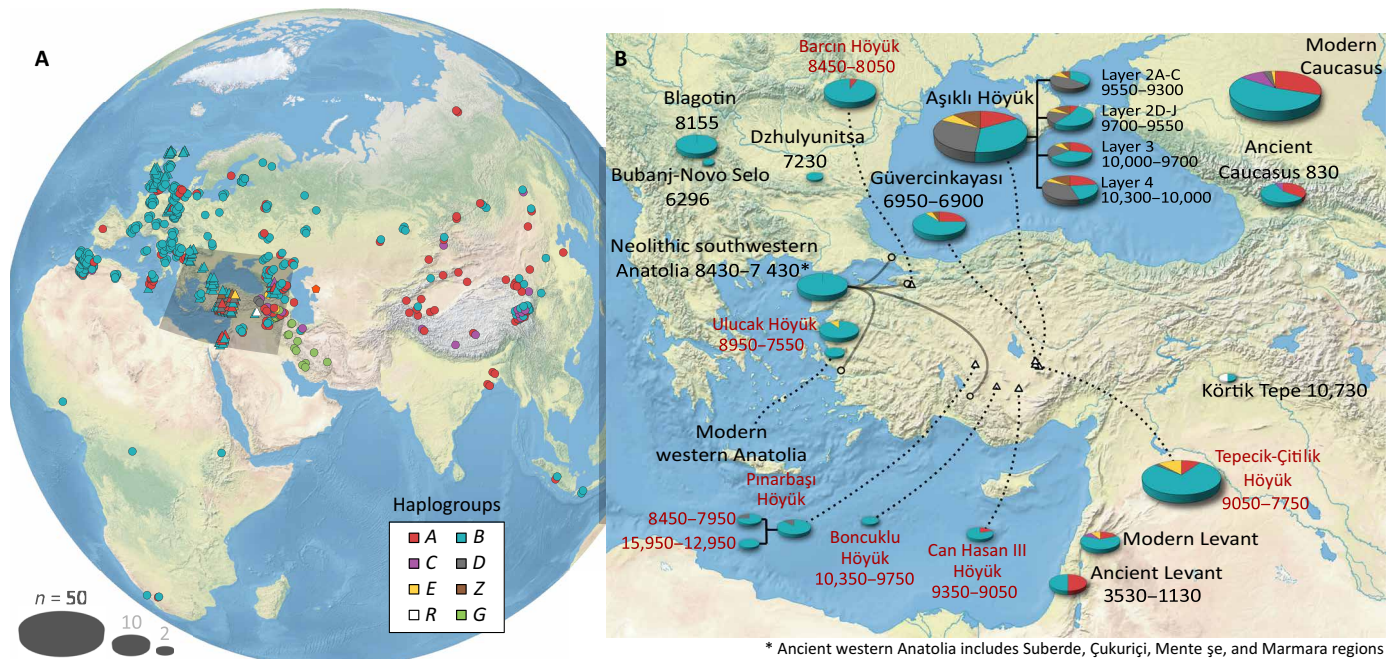 A
Haplogroups
A B
C D
E Z
R G
n = 50
10
2
B
Barcın Höyük
8450–8050
Blagotin
8155
Dzhulyunitsa
7230
Bubanj-Novo Selo
6296
Aşıklı Höyük
Layer 2A-C
9550–9300
Layer 2D-J
9700–9550
Layer 3
10,000–9700
Layer 4
10,300–10,000
Modern
Caucasus
Ancient
Caucasus 830
Güvercinkayası
6950–6900
Neolithic southwestern
Anatolia 8430–7 430*
Ulucak Höyük
8950–7550
Modern
western Anatolia
Pınarbaşı
Höyük
8450–7950
15,950–12,950
Boncuklu
Höyük
10,350–9750
Can Hasan III
Höyük
9350–9050
Körtik Tepe 10,730
Tepecik-Çitilik
Höyük
9050–7750
Modern Levant
Ancient Levant
3530–1130
* Ancient western Anatolia includes Suberde, Çukuriçi, Mente şe, and Marmara regions